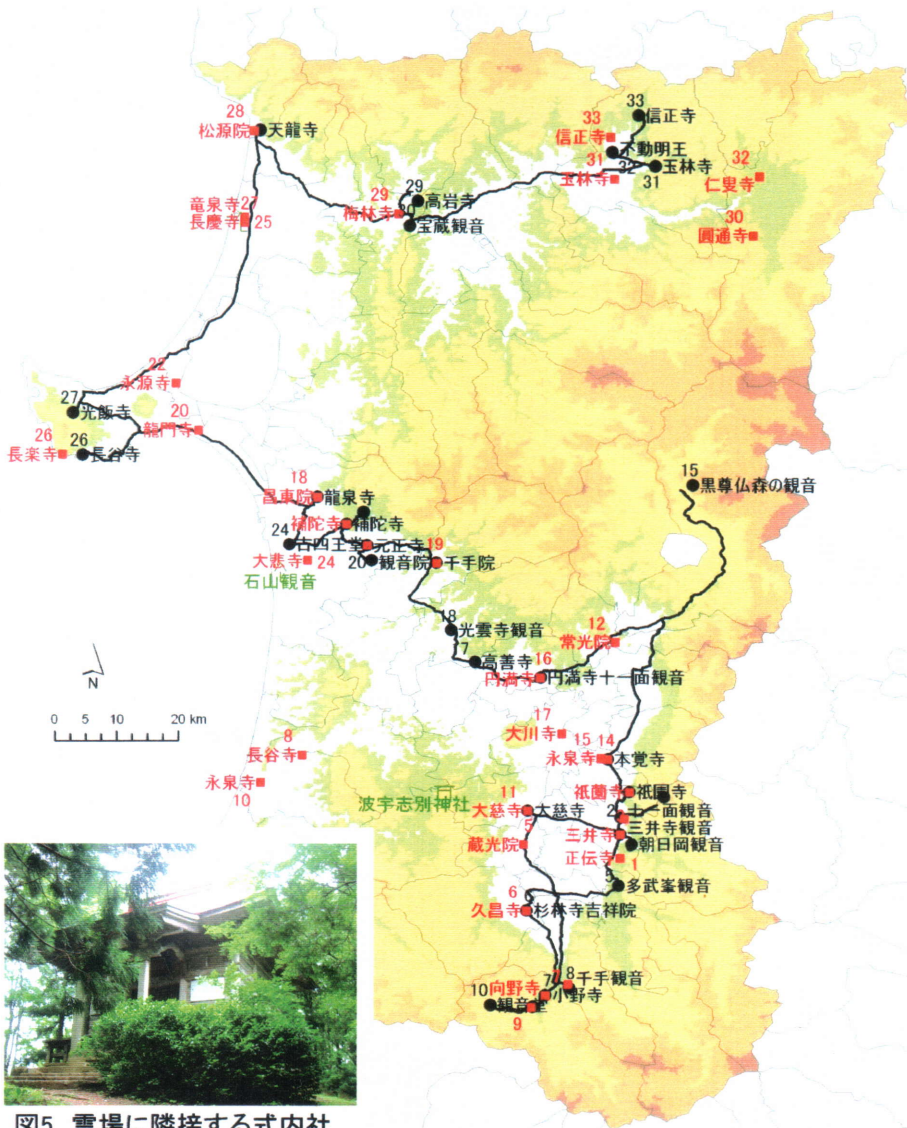 28
松源院 天龍寺
33
信正寺
33
信正寺
不動明王
31 32
玉林寺
玉林寺
31
32
仁叟寺
30
圓通寺
29
梅林寺
29
高岩寺
30
宝蔵観音
竜泉寺 27
長慶寺 25
22
永源寺
27
光飯寺
20
龍門寺
26
長楽寺
26
長谷寺
15
黒尊仏森の観音
18
昌東院 龍泉寺
補陀寺 補陀寺
24
古四王堂 元正寺
19
千手院
20 観音院
大悲寺 24
石山観音
18
光雲寺観音
12
常光院
17
高善寺
16
円満寺 円満寺十一面観音
N
0 5 10 20 km
17
大川寺
15 14
永泉寺 本覚寺
8
長谷寺
永泉寺
10
波宇志別神社
11
大慈寺 大慈寺
祇薗寺 祇園寺
2 十一面観音
5
蔵光院
三井寺 三井寺観音
朝日岡観音
正伝寺 1
5
多武峯観音
6
久昌寺 杉林寺吉祥院
8
千手観音
7
向野寺 小野寺
10
観音堂
9
図5 霊場に隣接する式内社